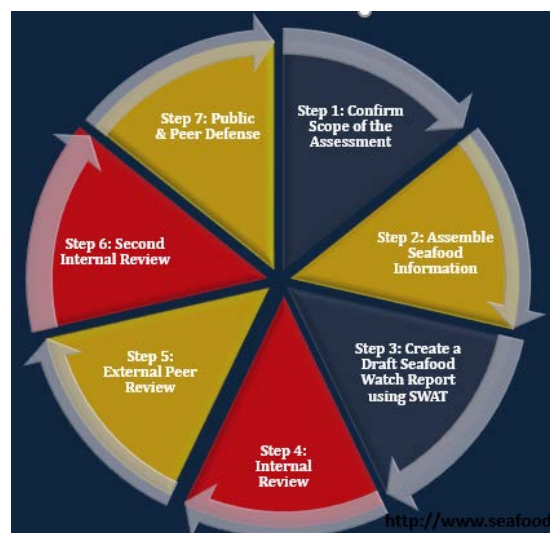 Step 1: Confirm
Scope of the
Assessment
Step 2: Assemble
Seafood
Information
Step 3: Create a
Draft Seafood
Watch Report
using SWAT
Step 4:
Internal
Review
Step 5:
External Peer
Review
Step 6: Second
Internal Review
Step 7: Public
& Peer Defense
http://www.seafood